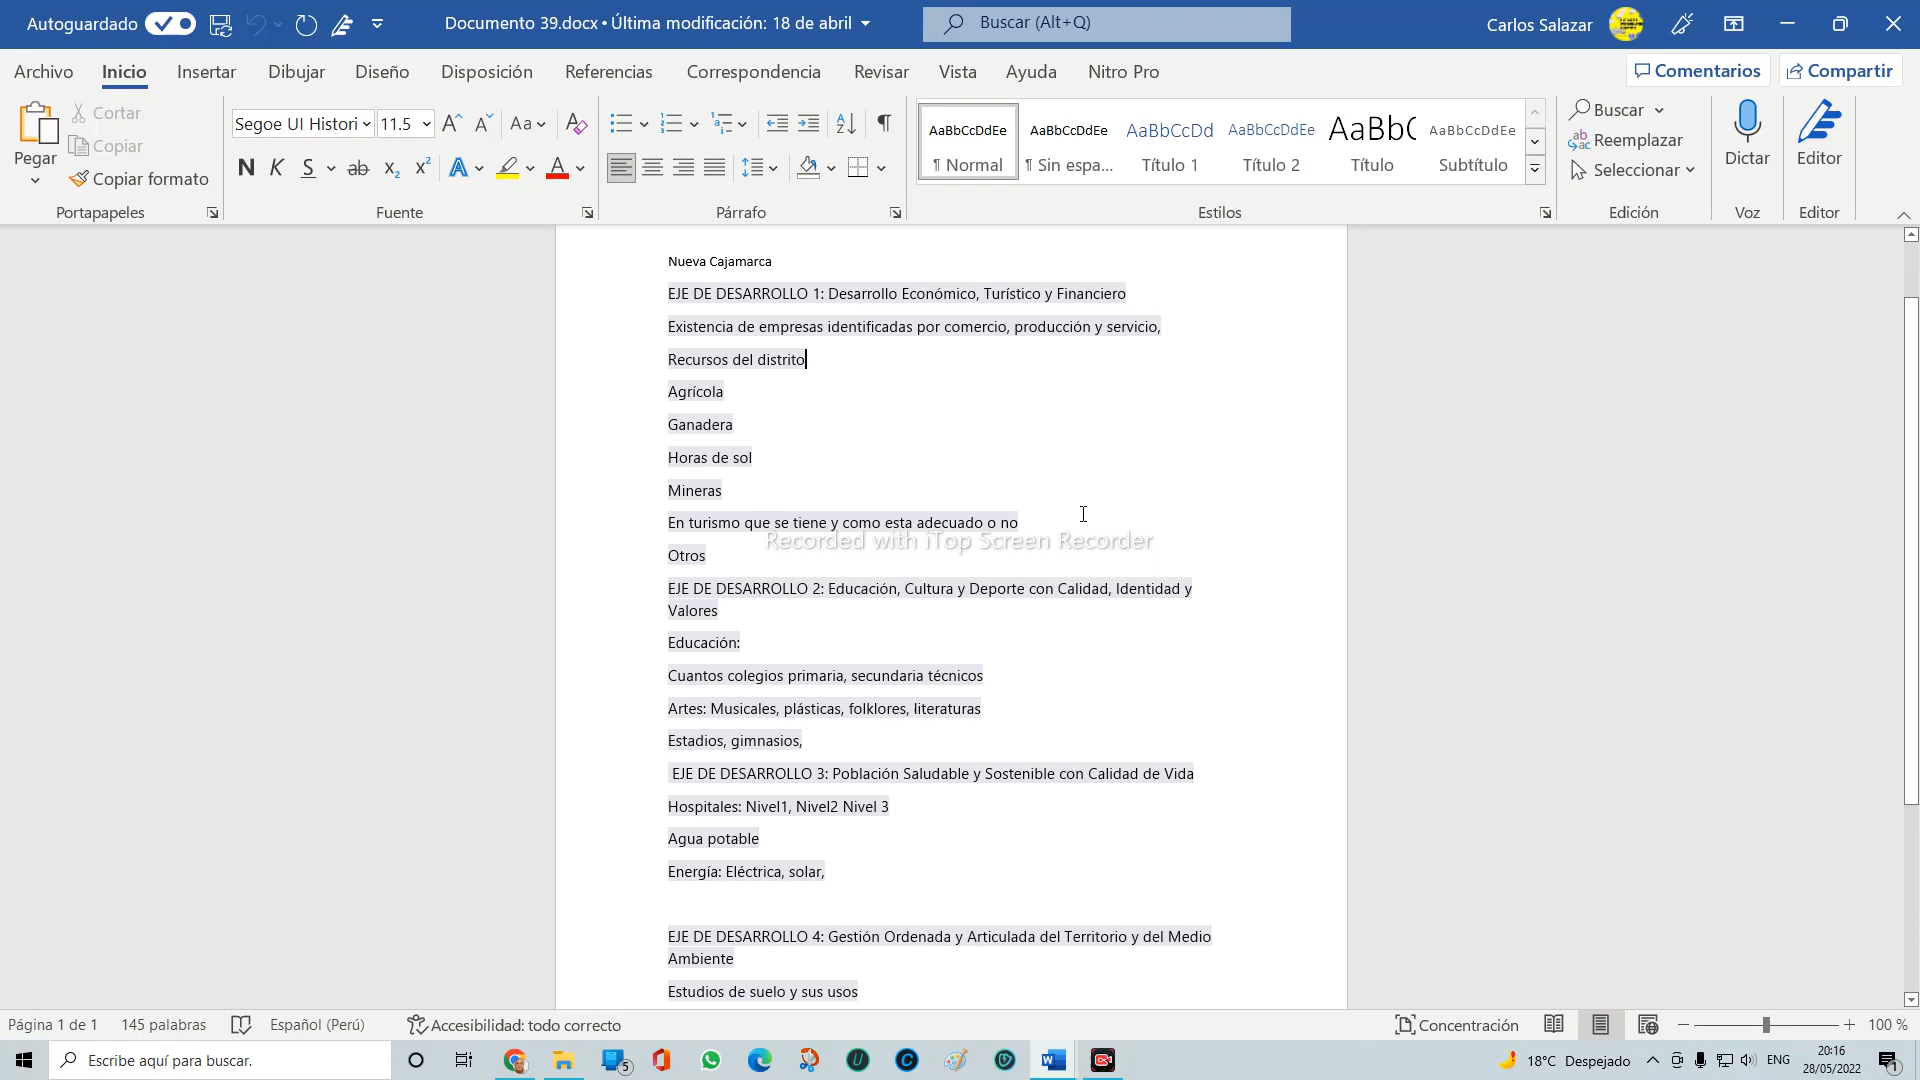 Autoguardado
Documento 39.docx • Última modificación: 18 de abril
Buscar (Alt+Q)
Carlos Salazar
Archivo Inicio Insertar Dibujar Diseño Disposición Referencias Correspondencia Revisar Vista Ayuda Nitro Pro
Comentarios Compartir
Pegar
Cortar
Copiar
Copiar formato
Portapapeles
Segoe UI Histori 11.5
Aa
N K S ab x₂ x² A A
Fuente
Párrafo
AaBbCcDdEe AaBbCcDdEe AaBbCcDd AaBbCcDdEe AaBb( AaBbCcDdEe
¶ Normal ¶ Sin espa... Título 1 Título 2 Título Subtítulo
Estilos
Buscar
Reemplazar
Seleccionar
Edición
Dictar
Voz
Editor
Editor
Nueva Cajamarca
EJE DE DESARROLLO 1: Desarrollo Económico, Turístico y Financiero
Existencia de empresas identificadas por comercio, producción y servicio,
Recursos del distrito
Agrícola
Ganadera
Horas de sol
Mineras
En turismo que se tiene y como esta adecuado o no
Recorded with iTop Screen Recorder
Otros
EJE DE DESARROLLO 2: Educación, Cultura y Deporte con Calidad, Identidad y
Valores
Educación:
Cuantos colegios primaria, secundaria técnicos
Artes: Musicales, plásticas, folklores, literaturas
Estadios, gimnasios,
EJE DE DESARROLLO 3: Población Saludable y Sostenible con Calidad de Vida
Hospitales: Nivel1, Nivel2 Nivel 3
Agua potable
Energía: Eléctrica, solar,
EJE DE DESARROLLO 4: Gestión Ordenada y Articulada del Territorio y del Medio
Ambiente
Estudios de suelo y sus usos
Página 1 de 1 145 palabras Español (Perú) Accesibilidad: todo correcto
Concentración 100 %
Escribe aquí para buscar.
5
18°C Despejado ENG
20:16
28/05/2022
1